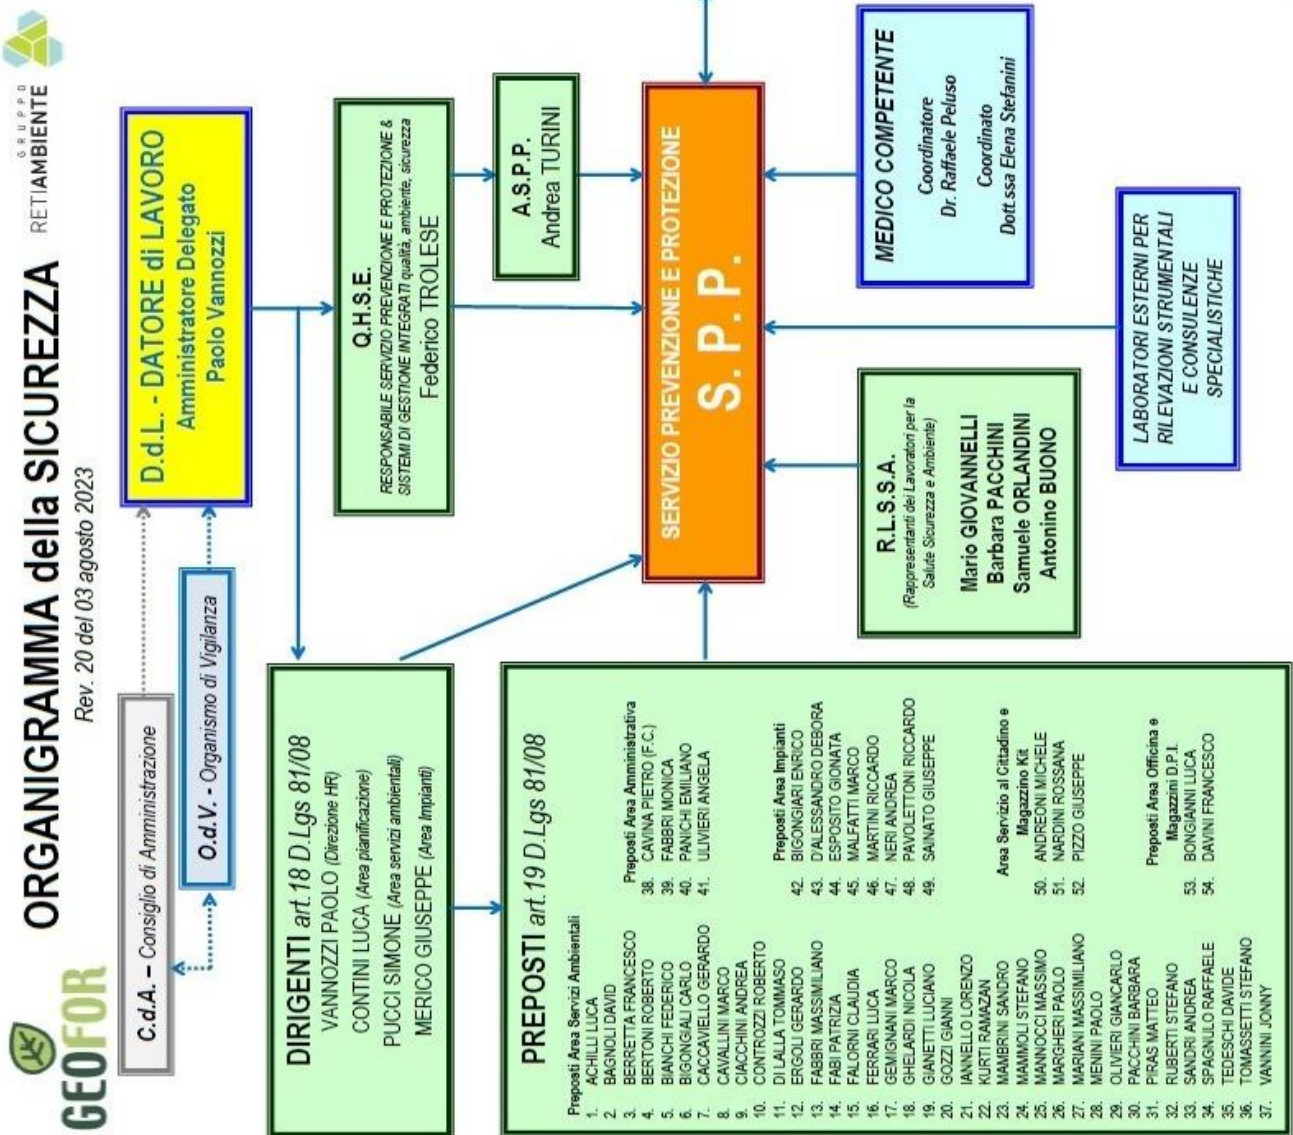 GEOFOR
ORGANIGRAMMA della SICUREZZA
Rev. 20 del 03 agosto 2023
GRUPPO
RETIAMBIENTE
C.d.A. – Consiglio di Amministrazione
O.d.V. - Organismo di Vigilanza
D.d.L. - DATORE di LAVORO
Amministratore Delegato
Paolo Vannozzi
DIRIGENTI art.18 D.Lgs 81/08
VANNOZZI PAOLO (Direzione HR)
CONTINI LUCA (Area pianificazione)
PUCCI SIMONE (Area servizi ambientali)
MERICO GIUSEPPE (Area Impianti)
Q.H.S.E.
RESPONSABILE SERVIZIO PREVENZIONE E PROTEZIONE &
SISTEMI DI GESTIONE INTEGRATI qualità, ambiente, sicurezza
Federico TROLESE
A.S.P.P.
Andrea TURINI
PREPOSTI art.19 D.Lgs 81/08
Preposti Area Servizi Ambientali
1. ACHILLI LUCA
2. BAGNOLI DAVID
3. BERRETTA FRANCESCO
4. BERTONI ROBERTO
5. BIANCHI FEDERICO
6. BIGONGIALI CARLO
7. CACCAVIELLO GERARDO
8. CAVALLINI MARCO
9. CIACCHINI ANDREA
10. CONTROZZI ROBERTO
11. DI LALLA TOMMASO
12. ERGOLI GERARDO
13. FABBRI MASSIMILIANO
14. FABI PATRIZIA
15. FALORNI CLAUDIA
16. FERRARI LUCA
17. GEMIGNANI MARCO
18. GHELARDI NICOLA
19. GIANETTI LUCIANO
20. GOZZI GIANNI
21. IANNELLO LORENZO
22. KURTI RAMAZAN
23. MAMBRINI SANDRO
24. MAMMOLI STEFANO
25. MANNOCCI MASSIMO
26. MARGHERI PAOLO
27. MARIANI MASSIMILIANO
28. MENINI PAOLO
29. OLIVIERI GIANCARLO
30. PACCHINI BARBARA
31. PIRAS MATTEO
32. RUBERTI STEFANO
33. SANDRI ANDREA
34. SPAGNULO RAFFAELE
35. TEDESCHI DAVIDE
36. TOMASSETTI STEFANO
37. VANNINI JONNY
Preposti Area Amministrativa
38. CAVINA PIETRO (F.C.)
39. FABBRI MONICA
40. PANICHI EMILIANO
41. ULIVIERI ANGELA
Preposti Area Impianti
42. BIGONGIARI ENRICO
43. D'ALESSANDRO DEBORA
44. ESPOSITO GIONATA
45. MALFATTI MARCO
46. MARTINI RICCARDO
47. NERI ANDREA
48. PAVOLETTONI RICCARDO
49. SAINATO GIUSEPPE
Area Servizio al Cittadino e
Magazzino Kit
50. ANDREONI MICHELE
51. NARDINI ROSSANA
52. PIZZO GIUSEPPE
Preposti Area Officina e
Magazzini D.P.I.
53. BONGIANNI LUCA
54. DAVINI FRANCESCO
SERVIZIO PREVENZIONE E PROTEZIONE
S. P. P.
R.L.S.S.A.
(Rappresentanti dei Lavoratori per la
Salute Sicurezza e Ambiente)
Mario GIOVANNELLI
Barbara PACCHINI
Samuele ORLANDINI
Antonino BUONO
MEDICO COMPETENTE
Coordinatore
Dr. Raffaele Peluso
Coordinato
Dott.ssa Elena Stefanini
LABORATORI ESTERNI PER
RILEVAZIONI STRUMENTALI
E CONSULENZE
SPECIALISTICHE